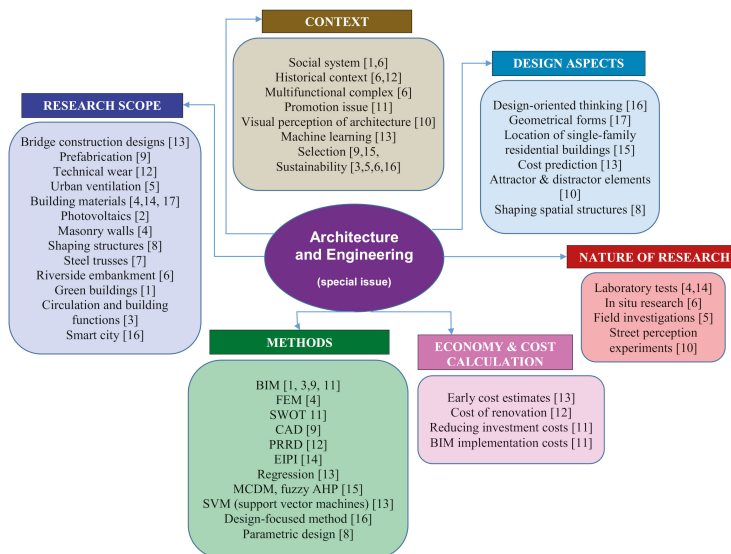 CONTEXT
Social system [1,6]
Historical context [6,12]
Multifunctional complex [6]
Promotion issue [11]
Visual perception of architecture [10]
Machine learning [13]
Selection [9,15,
Sustainability [3,5,6,16]
DESIGN ASPECTS
Design-oriented thinking [16]
Geometrical forms [17]
Location of single-family
residential buildings [15]
Cost prediction [13]
Attractor & distractor elements
[10]
Shaping spatial structures [8]
RESEARCH SCOPE
Bridge construction designs [13]
Prefabrication [9]
Technical wear [12]
Urban ventilation [5]
Building materials [4,14, 17]
Photovoltaics [2]
Masonry walls [4]
Shaping structures [8]
Steel trusses [7]
Riverside embankment [6]
Green buildings [1]
Circulation and building
functions [3]
Smart city [16]
Architecture
and Engineering
(special issue)
NATURE OF RESEARCH
Laboratory tests [4,14]
In situ research [6]
Field investigations [5]
Street perception
experiments [10]
METHODS
BIM [1, 3,9, 11]
FEM [4]
SWOT 11]
CAD [9]
PRRD [12]
EIPI [14]
Regression [13]
MCDM, fuzzy AHP [15]
SVM (support vector machines) [13]
Design-focused method [16]
Parametric design [8]
ECONOMY & COST
CALCULATION
Early cost estimates [13]
Cost of renovation [12]
Reducing investment costs [11]
BIM implementation costs [11]